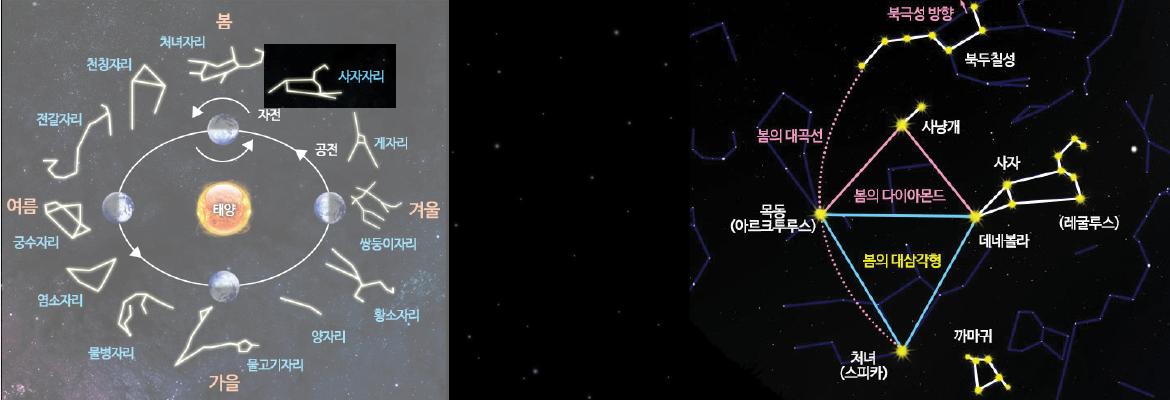 봄
처녀자리
사자자리
천칭자리
자전
전갈자리
게자리
공전
여름
태양
겨울
궁수자리
쌍둥이자리
염소자리
황소자리
물병자리
양자리
물고기자리
가을
북극성 방향
북두칠성
봄의 대곡선
사냥개
사자
봄의 다이아몬드
목동
(아르크투루스)
(레굴루스)
데네볼라
봄의 대삼각형
까마귀
처녀
(스피카)